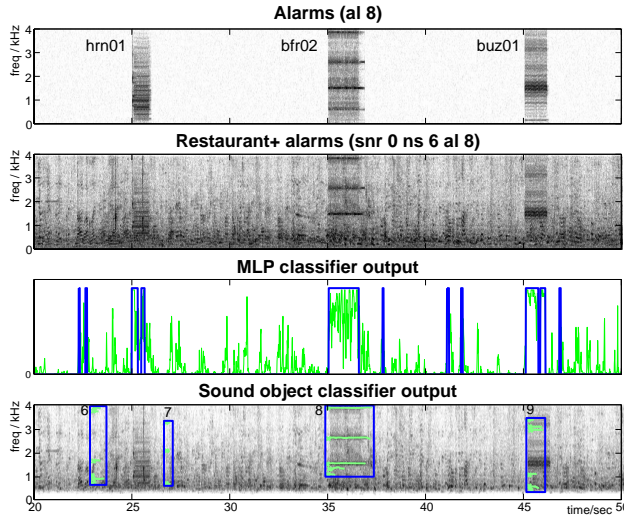 Alarms (al 8)
freq / kHz
4
3
2
1
0
hrn01
bfr02
buz01
Restaurant+ alarms (snr 0 ns 6 al 8)
freq / kHz
4
3
2
1
0
MLP classifier output
0
Sound object classifier output
freq / kHz
4
3
2
1
0
6
7
8
9
20
25
30
35
40
45
50
time/sec